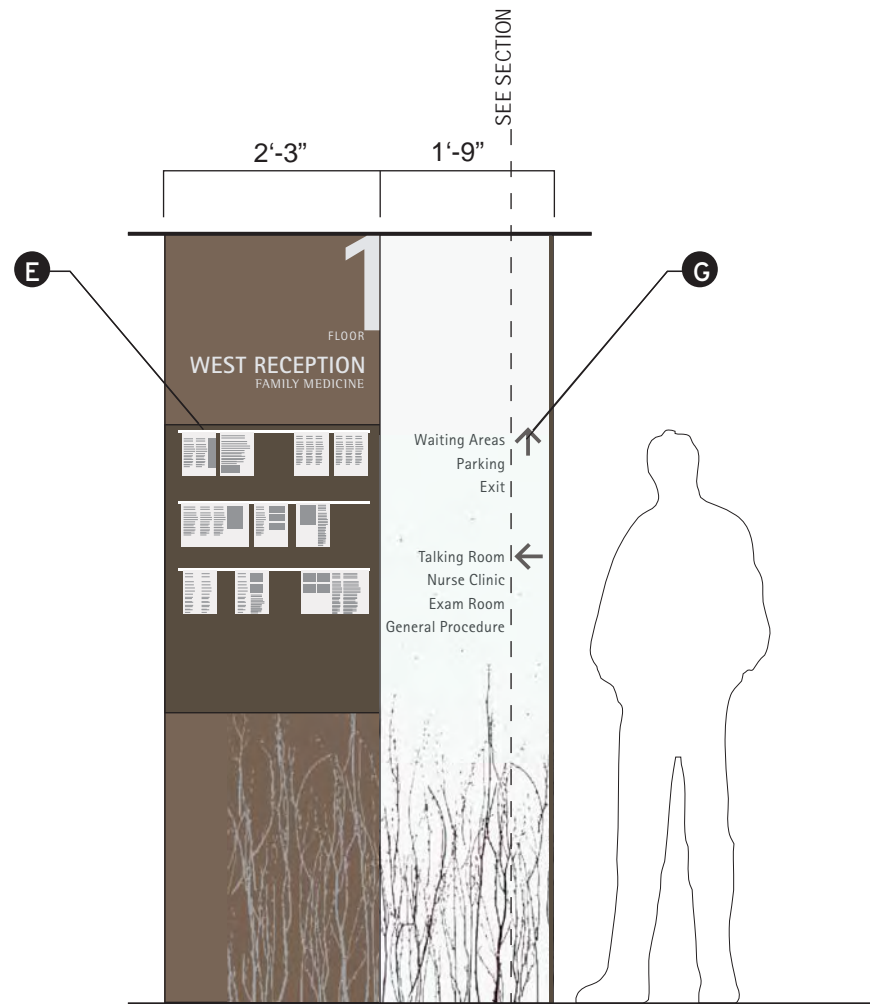 SEE SECTION
2‘-3”
1‘-9”
E
G
1
FLOOR
WEST RECEPTION
FAMILY MEDICINE
Waiting Areas
Parking
Exit
Talking Room
Nurse Clinic
Exam Room
General Procedure